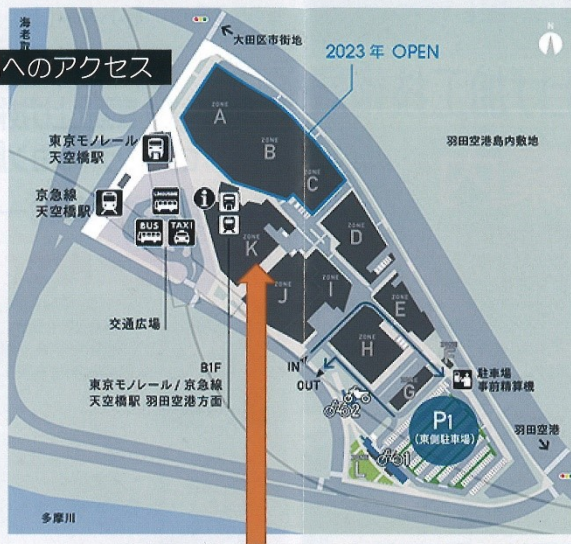 海老取
へのアクセス
大田区市街地
2023年 OPEN
N
羽田空港島内敷地
東京モノレール
天空橋駅
京急線
天空橋駅
LIMOUSINE
BUS
TAXI
i
ZONE
A
ZONE
B
ZONE
C
ZONE
D
ZONE
K
ZONE
J
ZONE
I
ZONE
E
ZONE
H
ZONE
G
ZONE
F
交通広場
B1F
東京モノレール/京急線
天空橋駅 羽田空港方面
IN
OUT
駐車場
事前精算機
P1
(東側駐車場)
羽田空港
2
1
ZONE
L
多摩川